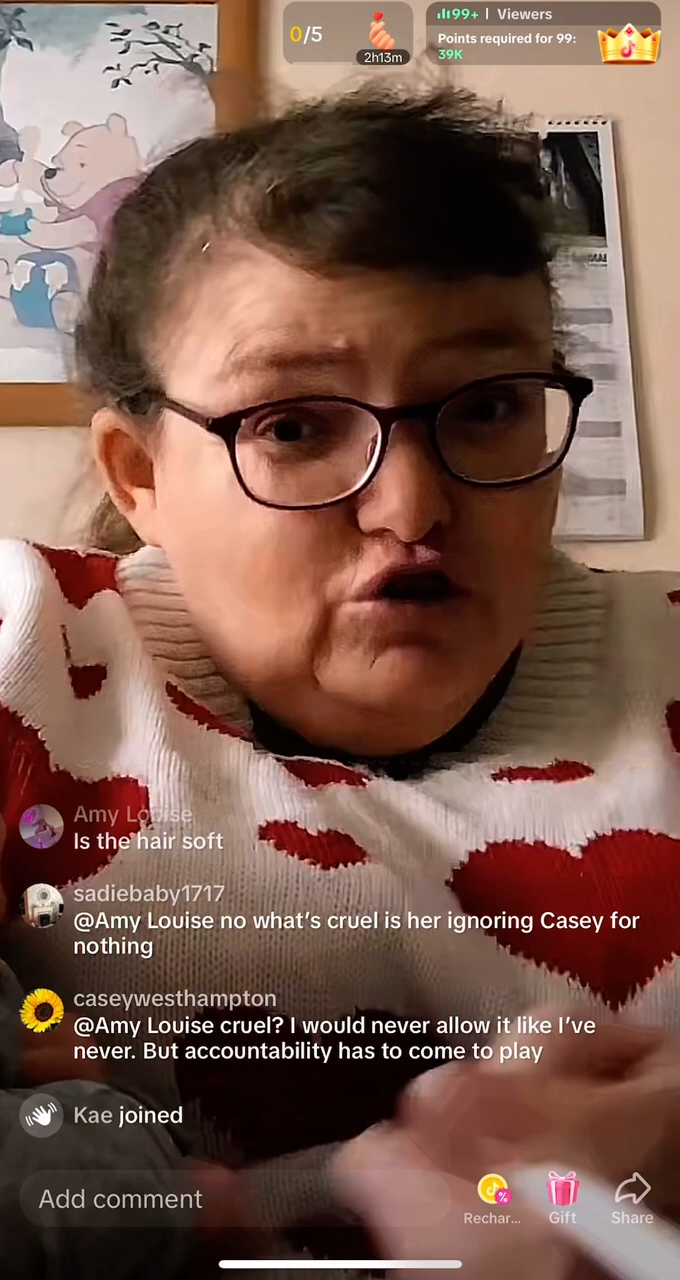 0/5
2h13m
99+ | Viewers
Points required for 99:
39K
Amy Louise
Is the hair soft
sadiebaby1717
@Amy Louise no what's cruel is her ignoring Casey for
nothing
caseywesthampton
@Amy Louise cruel? I would never allow it like I've
never. But accountability has to come to play
Kae joined
Add comment
Rechar...
Gift
Share